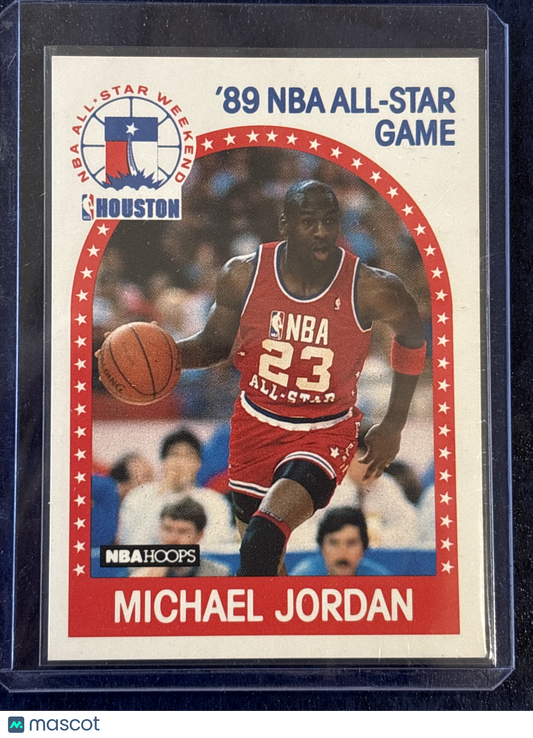 NBA ALL-STAR WEEKEND
HOUSTON
'89 NBA ALL-STAR
GAME
NBA
23
ALL-STAR
NBA HOOPS
MICHAEL JORDAN
mascot